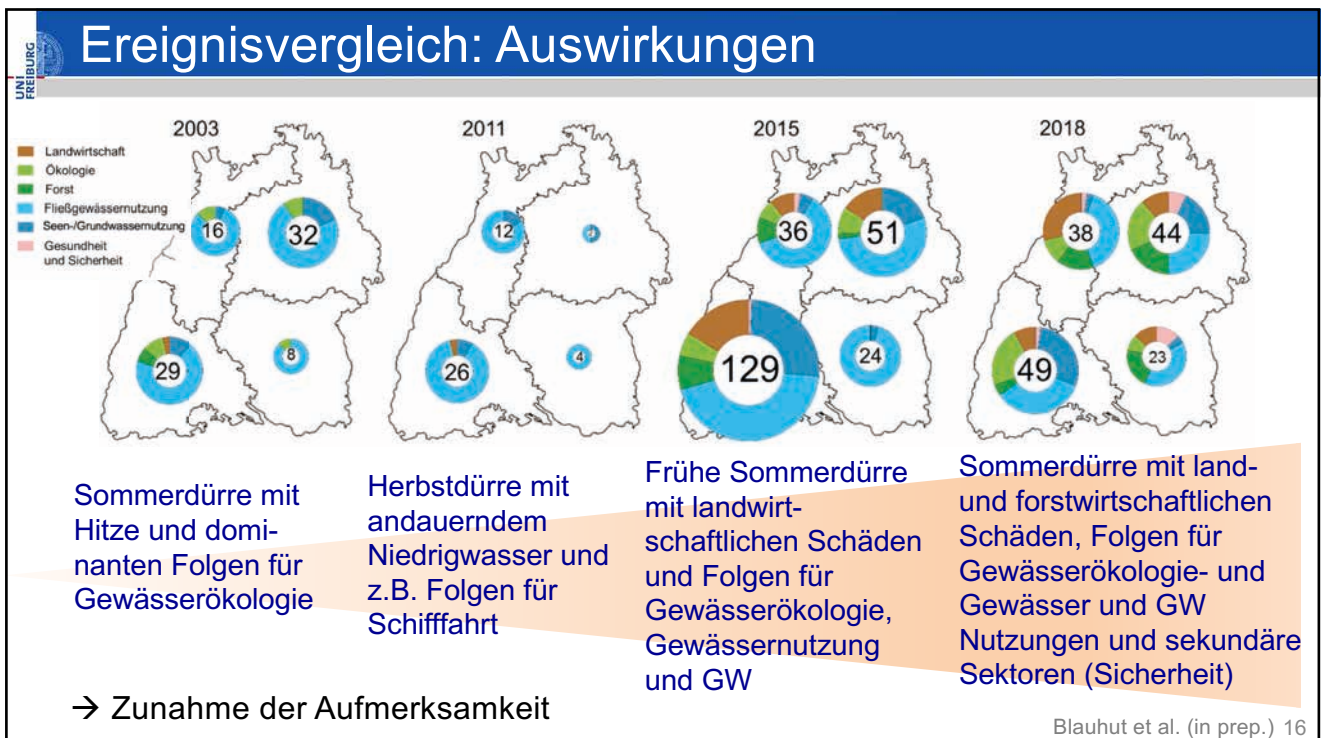 UNI
FREIBURG
Ereignisvergleich: Auswirkungen
Landwirtschaft
Ökologie
Forst
Fließgewässernutzung
Seen-/Grundwassernutzung
Gesundheit
und Sicherheit
2003
16
32
29
8
2011
12
26
4
2015
36
51
129
24
2018
38
44
49
23
Sommerdürre mit
Hitze und domi-
nanten Folgen für
Gewässerökologie
Herbstdürre mit
andauerndem
Niedrigwasser und
z.B. Folgen für
Schifffahrt
Frühe Sommerdürre
mit landwirt-
schaftlichen Schäden
und Folgen für
Gewässerökologie,
Gewässernutzung
und GW
Sommerdürre mit land-
und forstwirtschaftlichen
Schäden, Folgen für
Gewässerökologie- und
Gewässer und GW
Nutzungen und sekundäre
Sektoren (Sicherheit)
→ Zunahme der Aufmerksamkeit
Blauhut et al. (in prep.) 16